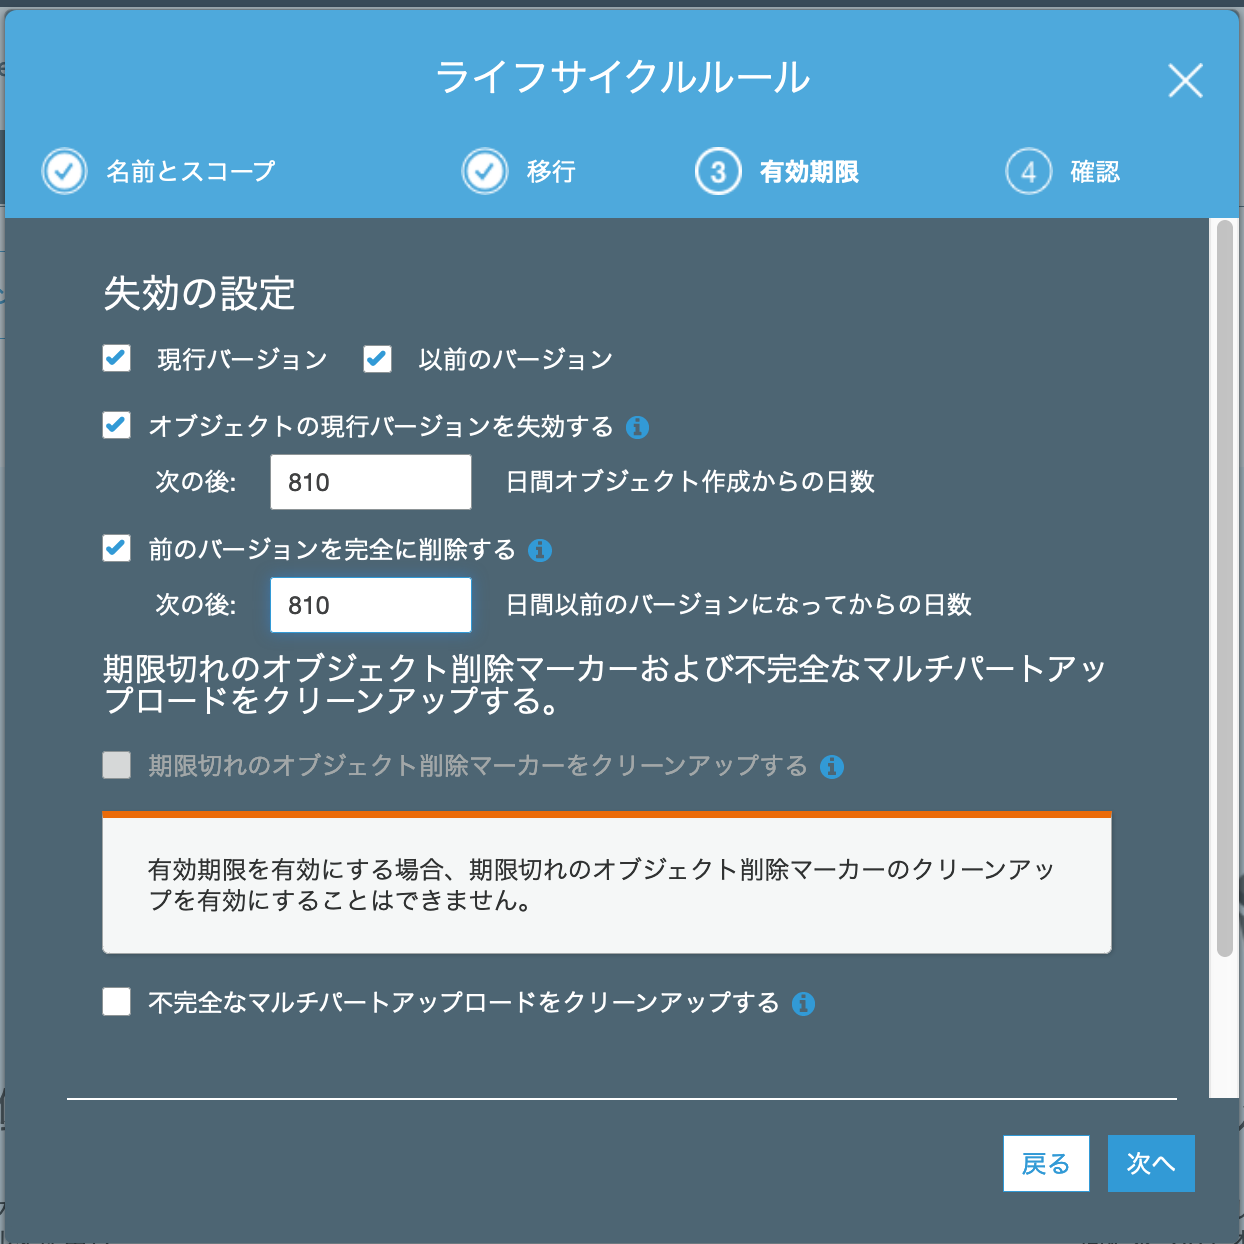 ライフサイクルルール
名前とスコープ
移行
3 有効期限
4 確認
失効の設定
現行バージョン 以前のバージョン
オブジェクトの現行バージョンを失効する
次の後: 810 日間オブジェクト作成からの日数
前のバージョンを完全に削除する
次の後: 810 日間以前のバージョンになってからの日数
期限切れのオブジェクト削除マーカーおよび不完全なマルチパートアッ
プロードをクリーンアップする。
期限切れのオブジェクト削除マーカーをクリーンアップする
有効期限を有効にする場合、期限切れのオブジェクト削除マーカーのクリーンアッ
プを有効にすることはできません。
不完全なマルチパートアップロードをクリーンアップする
戻る 次へ